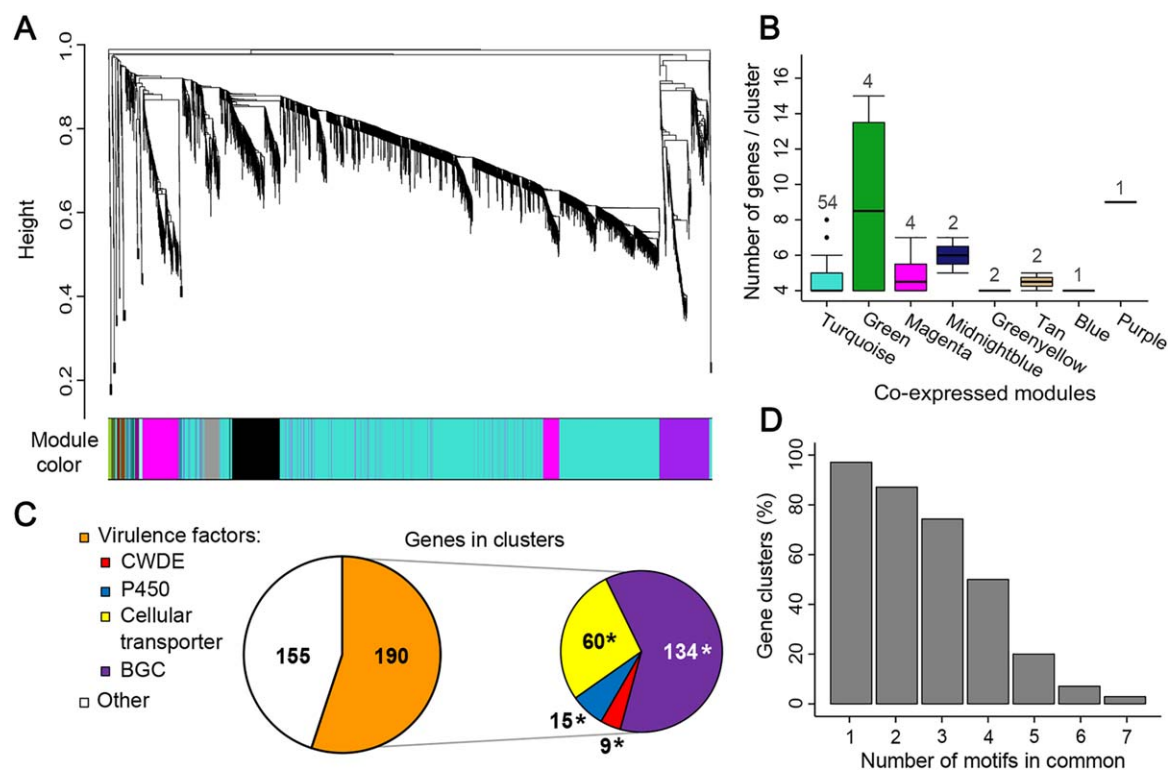 A
1.0
0.8
0.6
0.4
0.2
Height
Module
color
B
16
14
12
10
8
6
4
Number of genes / cluster
54
4
4
2
2
2
1
1
Turquoise
Green
Magenta
Midnightblue
Greenyellow
Tan
Blue
Purple
Co-expressed modules
C
Virulence factors:
CWDE
P450
Cellular
transporter
BGC
Other
Genes in clusters
155
190
60*
134*
15*
9*
D
100
80
60
40
20
0
Gene clusters (%)
1 2 3 4 5 6 7
Number of motifs in common